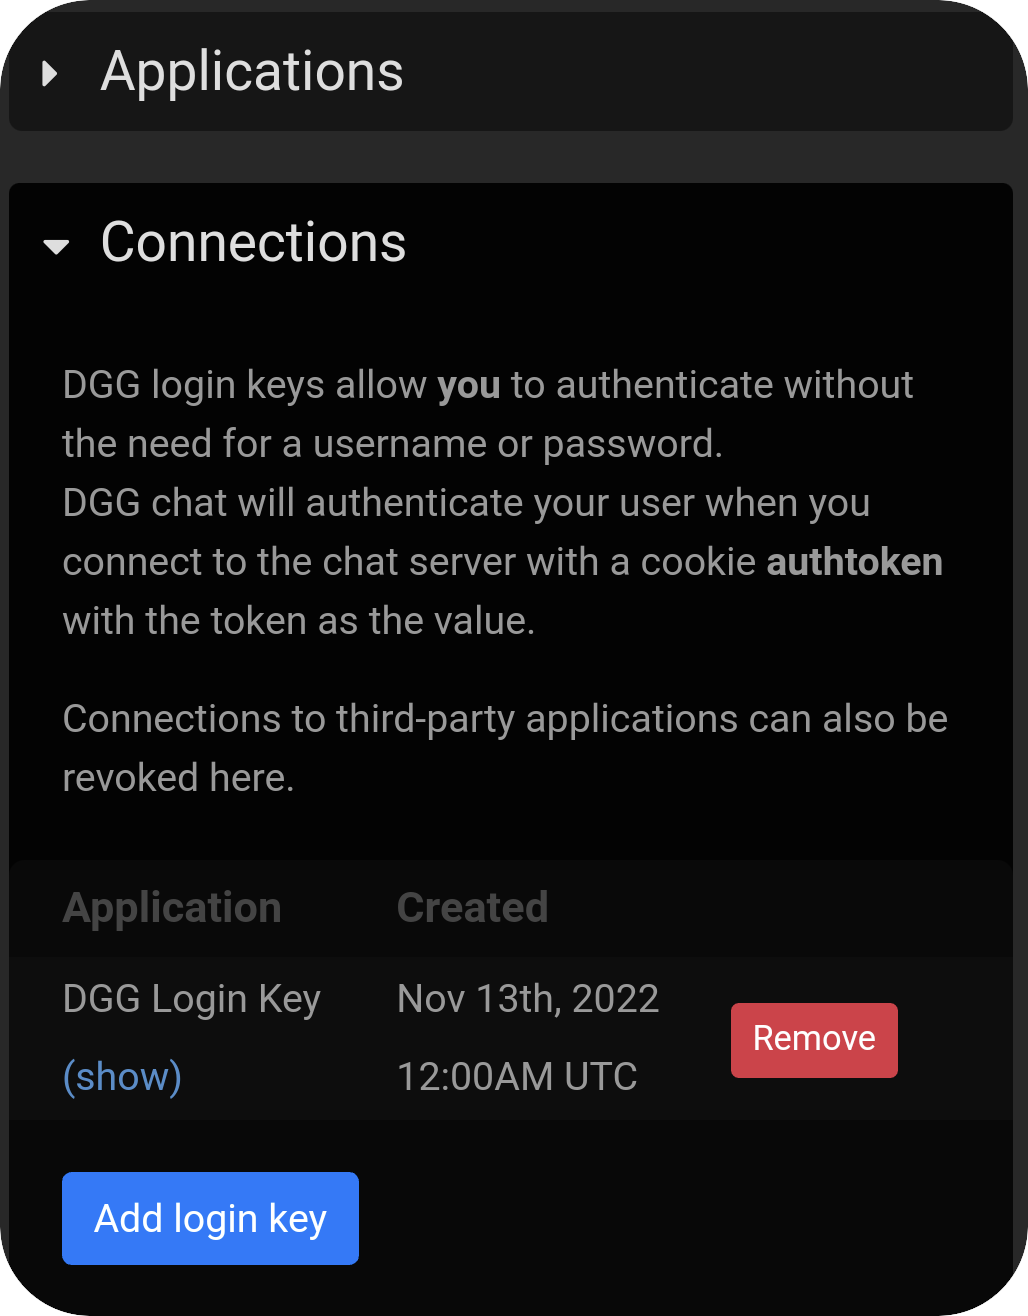 Applications
Connections
DGG login keys allow you to authenticate without
the need for a username or password.
DGG chat will authenticate your user when you
connect to the chat server with a cookie authtoken
with the token as the value.
Connections to third-party applications can also be
revoked here.
Application Created
DGG Login Key Nov 13th, 2022
Remove
(show) 12:00AM UTC
Add login key